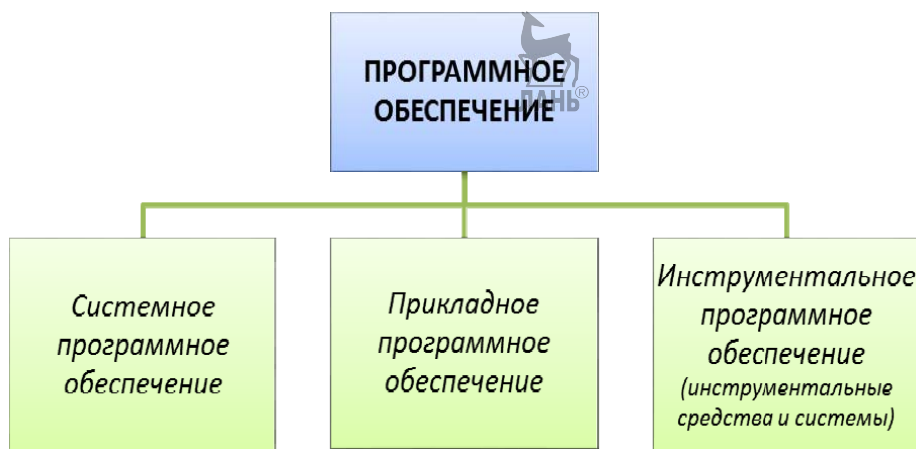 ПРОГРАММНОЕ
ОБЕСПЕЧЕНИЕ
ЛАНЬ®
Системное
программное
обеспечение
Прикладное
программное
обеспечение
Инструментальное
программное
обеспечение
(инструментальные
средства и системы)